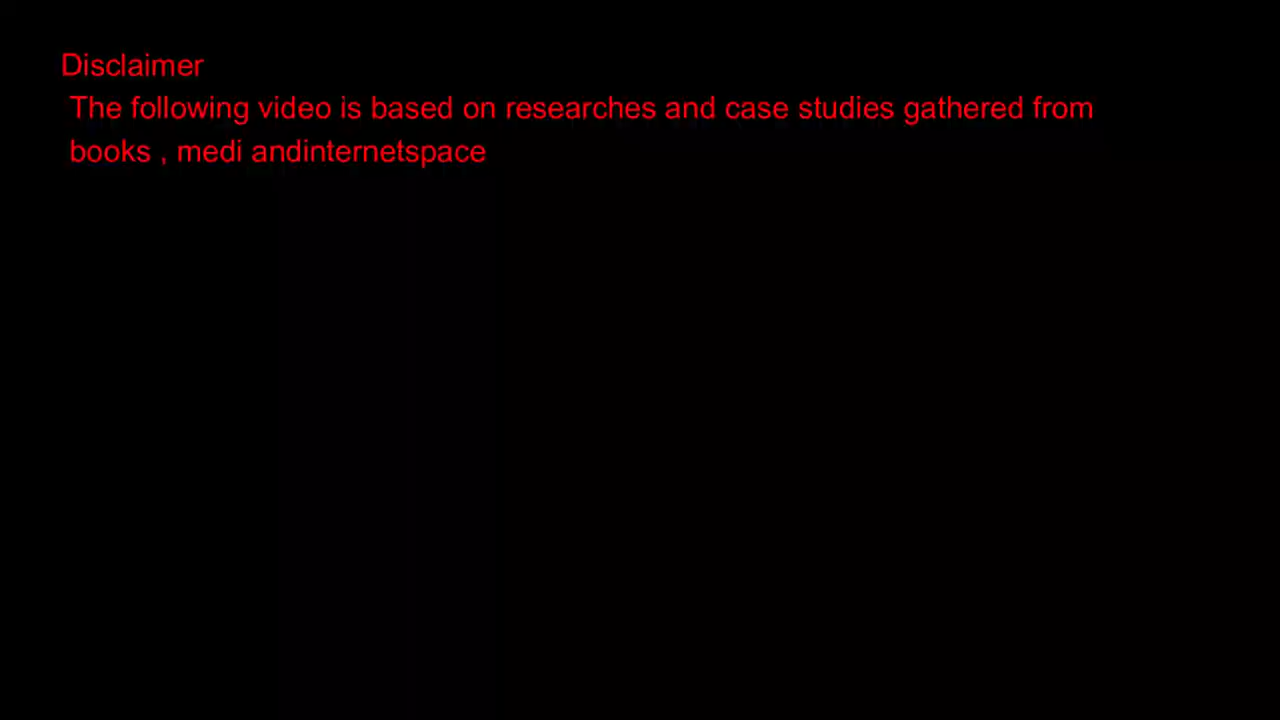 Disclaimer
The following video is based on researches and case studies gathered from
books , medi andinternetspace